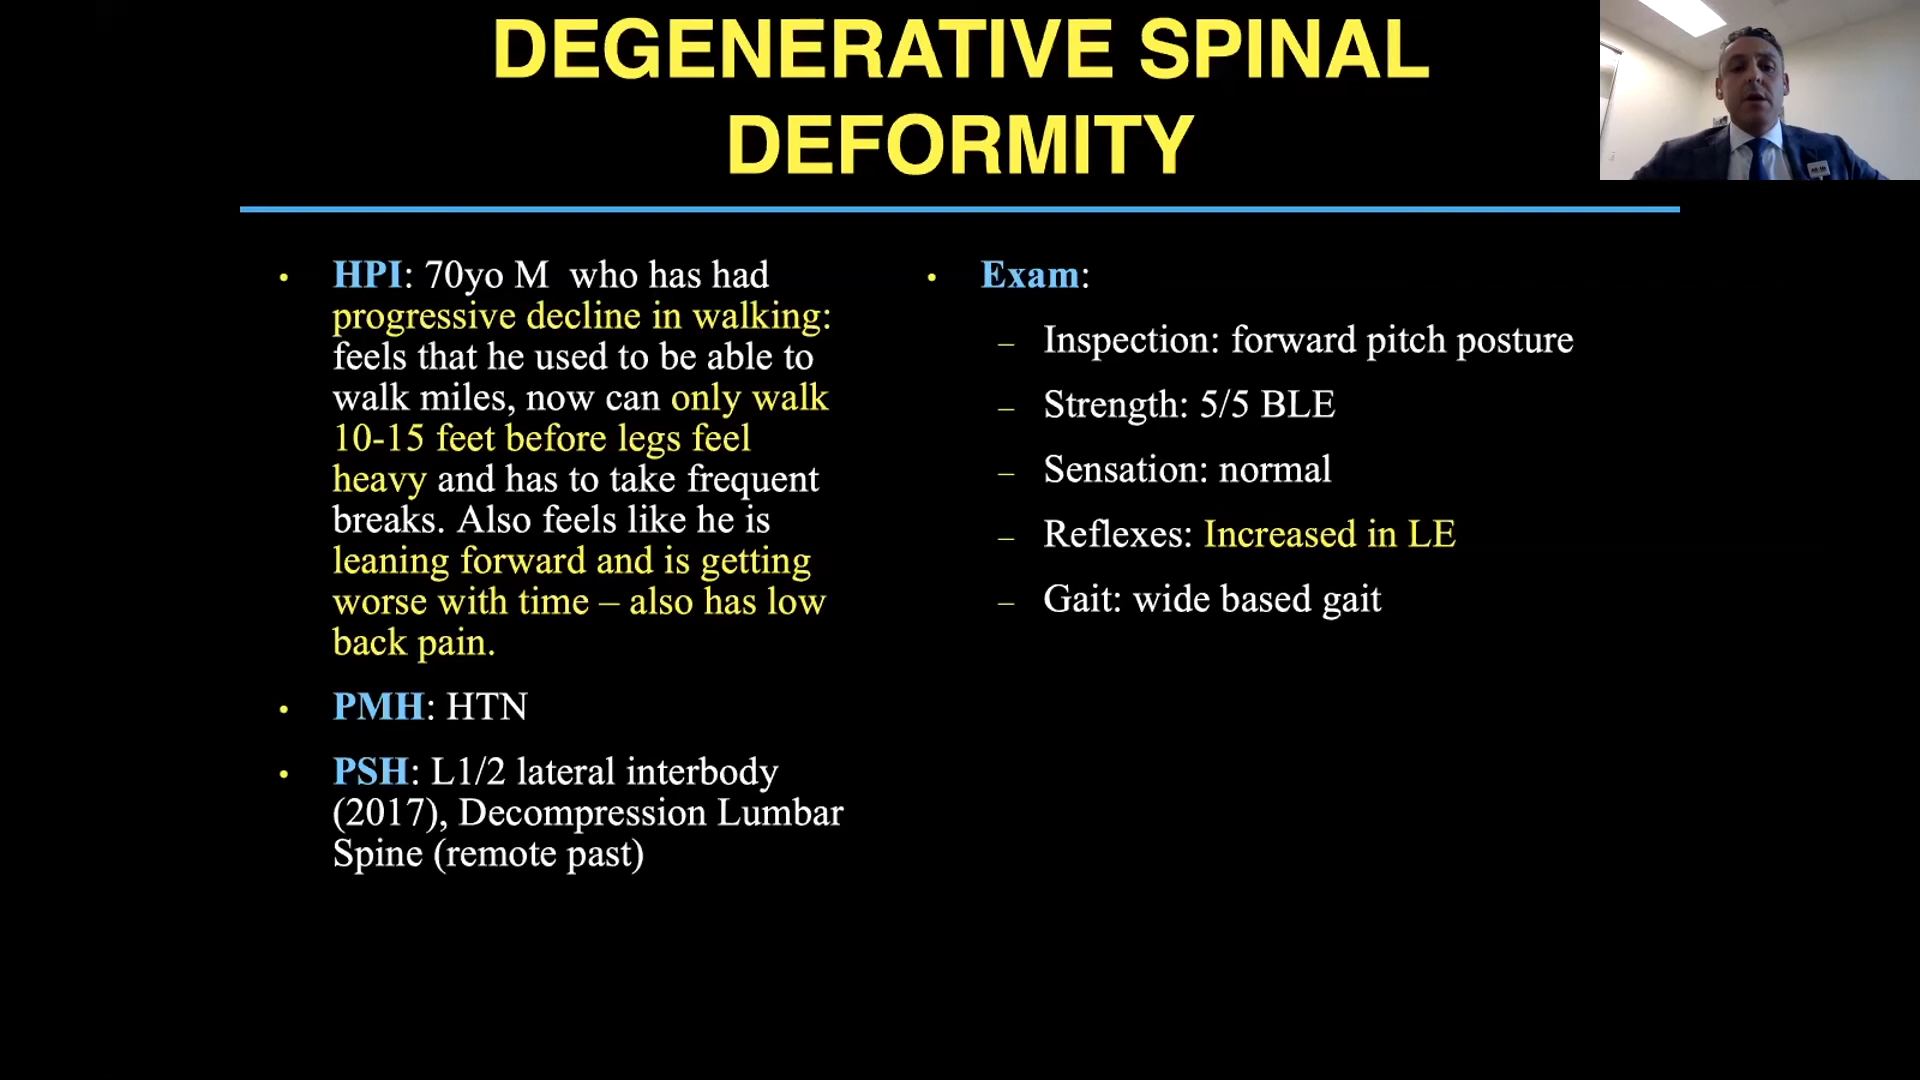 DEGENERATIVE SPINAL
DEFORMITY
• HPI: 70yo M who has had
progressive decline in walking:
feels that he used to be able to
walk miles, now can only walk
10-15 feet before legs feel
heavy and has to take frequent
breaks. Also feels like he is
leaning forward and is getting
worse with time – also has low
back pain.
• PMH: HTN
• PSH: L1/2 lateral interbody
(2017), Decompression Lumbar
Spine (remote past)
• Exam:
– Inspection: forward pitch posture
– Strength: 5/5 BLE
– Sensation: normal
– Reflexes: Increased in LE
– Gait: wide based gait